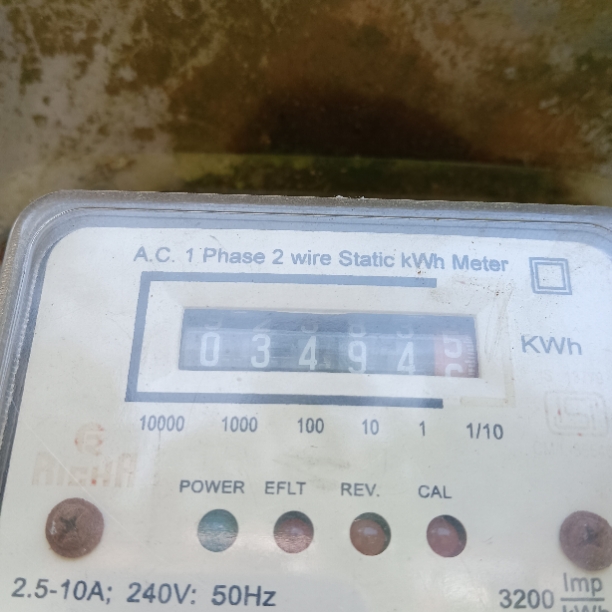 A.C. 1 Phase 2 wire Static kWh Meter
0 3 4 9 4 5
KWh
10000 1000 100 10 1 1/10
POWER EFLT REV. CAL
2.5-10A; 240V: 50Hz
3200 Imp